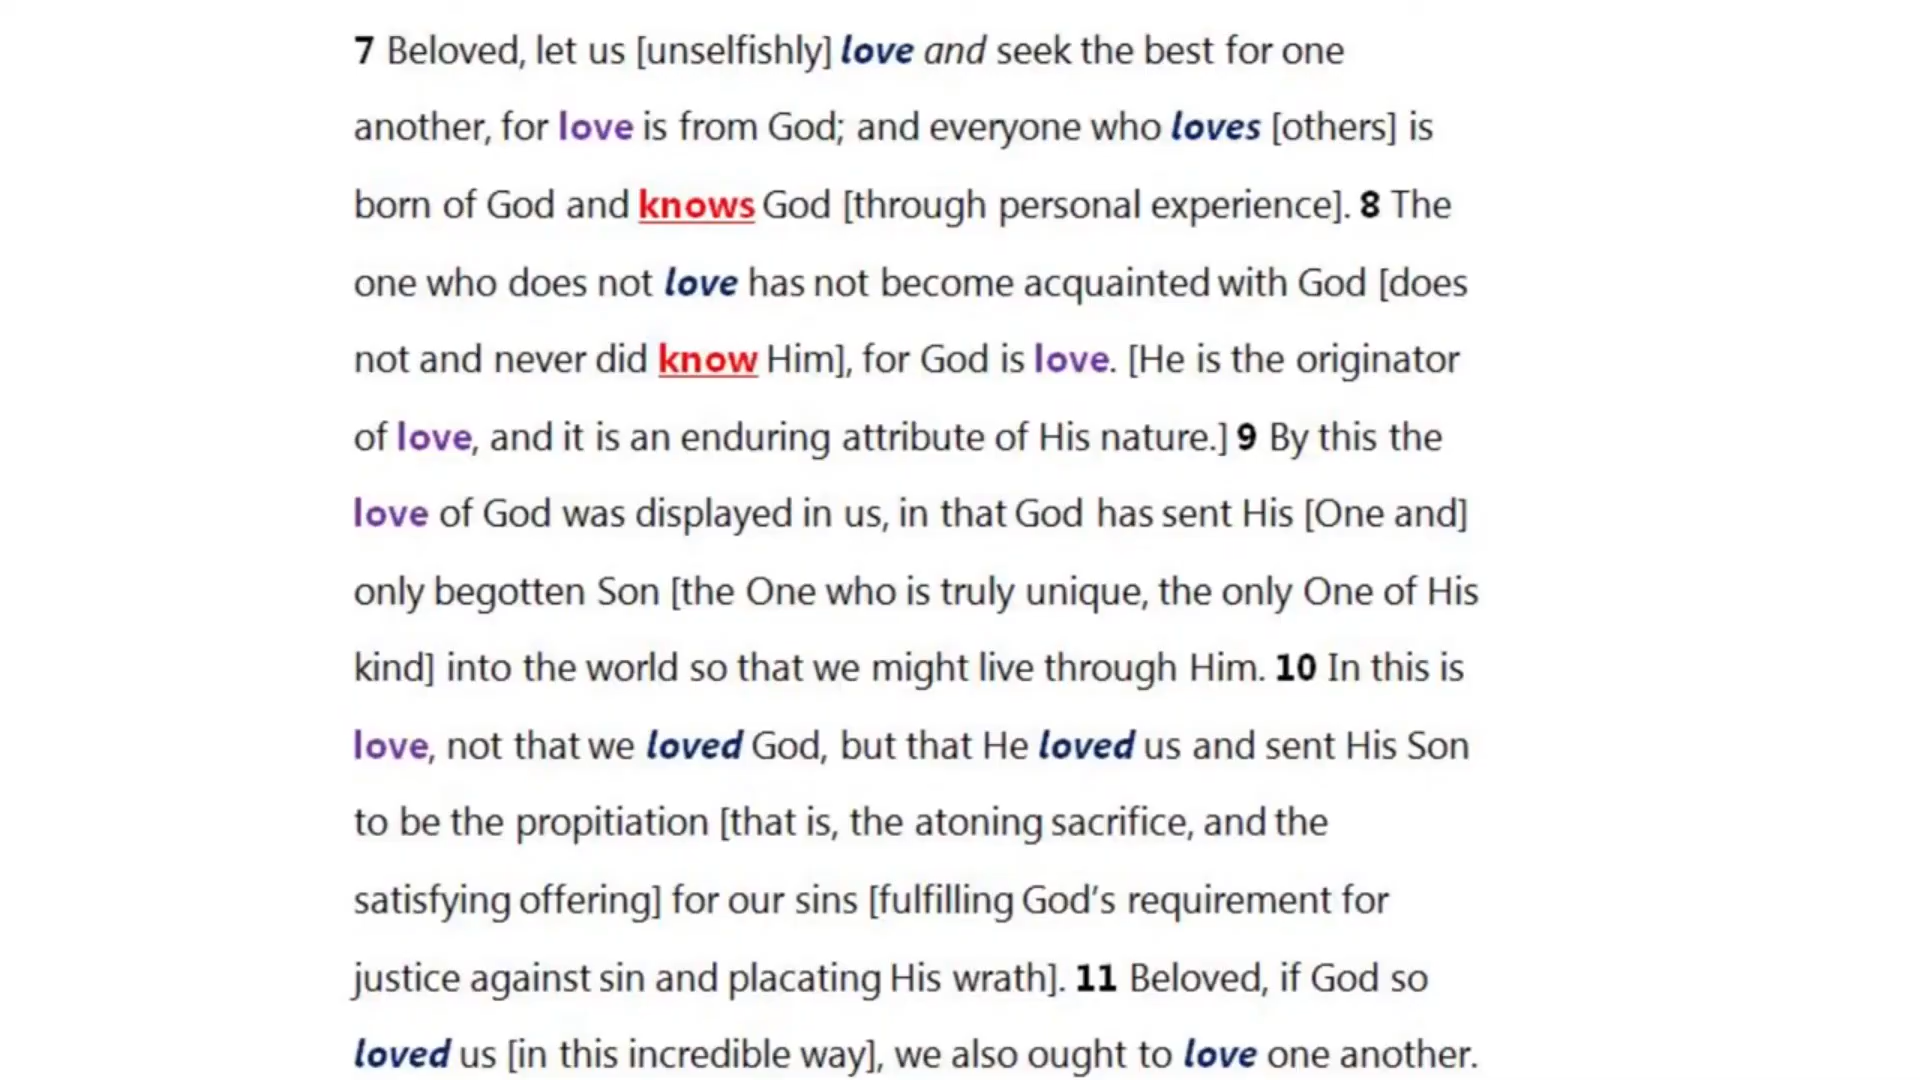 7 Beloved, let us [unselfishly] love and seek the best for one
another, for love is from God; and everyone who loves [others] is
born of God and knows God [through personal experience]. 8 The
one who does not love has not become acquainted with God [does
not and never did know Him], for God is love. [He is the originator
of love, and it is an enduring attribute of His nature.] 9 By this the
love of God was displayed in us, in that God has sent His [One and]
only begotten Son [the One who is truly unique, the only One of His
kind] into the world so that we might live through Him. 10 In this is
love, not that we loved God, but that He loved us and sent His Son
to be the propitiation [that is, the atoning sacrifice, and the
satisfying offering] for our sins [fulfilling God's requirement for
justice against sin and placating His wrath]. 11 Beloved, if God so
loved us [in this incredible way], we also ought to love one another.